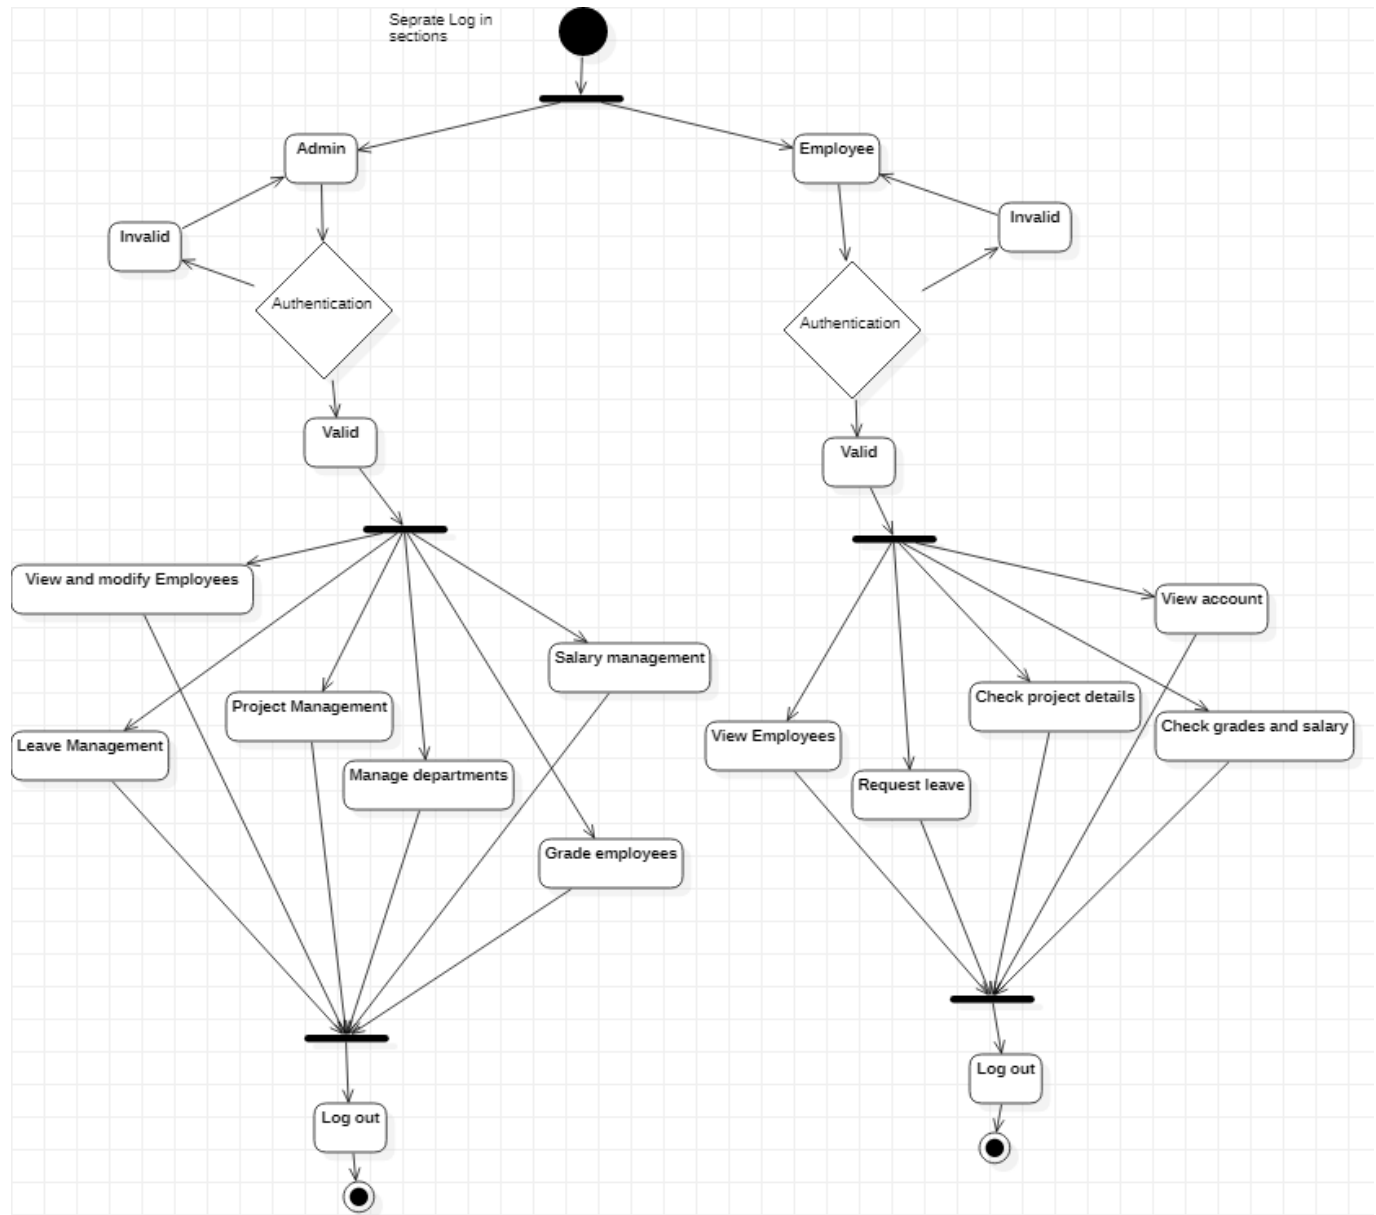 Seprate Log in
sections
Admin
Employee
Invalid
Invalid
Authentication
Authentication
Valid
Valid
View and modify Employees
View account
Salary management
Check project details
Project Management
Check grades and salary
View Employees
Leave Management
Manage departments
Request leave
Grade employees
Log out
Log out